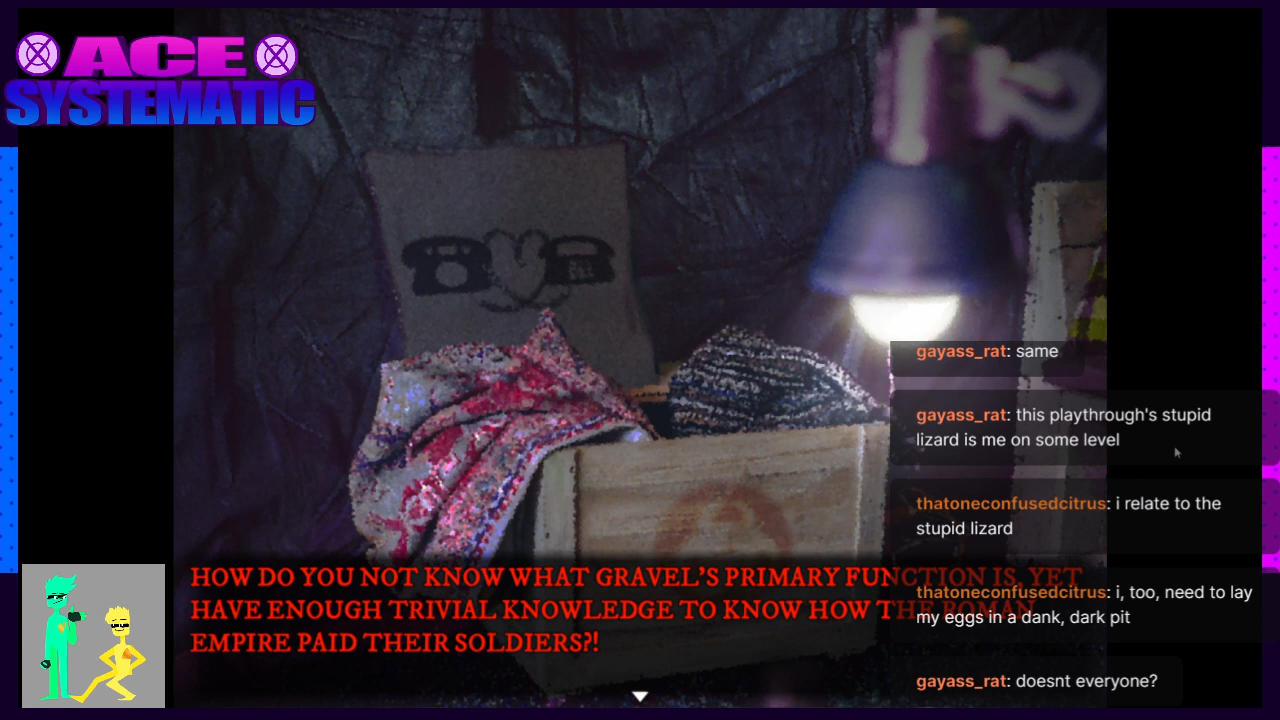 ACE
SYSTEMATIC
gayass_rat: same
gayass_rat: this playthrough's stupid
lizard is me on some level
thatoneconfusedcitrus: i relate to the
stupid lizard
thatoneconfusedcitrus: i, too, need to lay
my eggs in a dank, dark pit
gayass_rat: doesnt everyone?
HOW DO YOU NOT KNOW WHAT GRAVEL'S PRIMARY FUNCTION IS, YET
HAVE ENOUGH TRIVIAL KNOWLEDGE TO KNOW HOW THE ROMAN
EMPIRE PAID THEIR SOLDIERS?!